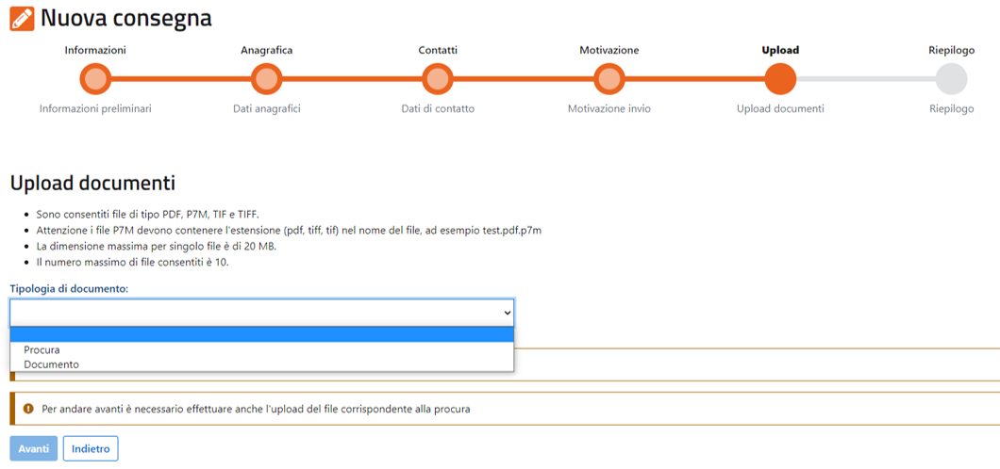 Nuova consegna
Informazioni Anagrafica Contatti Motivazione Upload Riepilogo
Informazioni preliminari Dati anagrafici Dati di contatto Motivazione invio Upload documenti Riepilogo
Upload documenti
Sono consentiti file di tipo PDF, P7M, TIF e TIFF.
Attenzione i file P7M devono contenere l'estensione (pdf, tiff, tif) nel nome del file, ad esempio test.pdf.p7m
La dimensione massima per singolo file è di 20 MB.
Il numero massimo di file consentiti è 10.
Tipologia di documento:
Procura
Documento
Per andare avanti è necessario effettuare anche l'upload del file corrispondente alla procura
Avanti Indietro